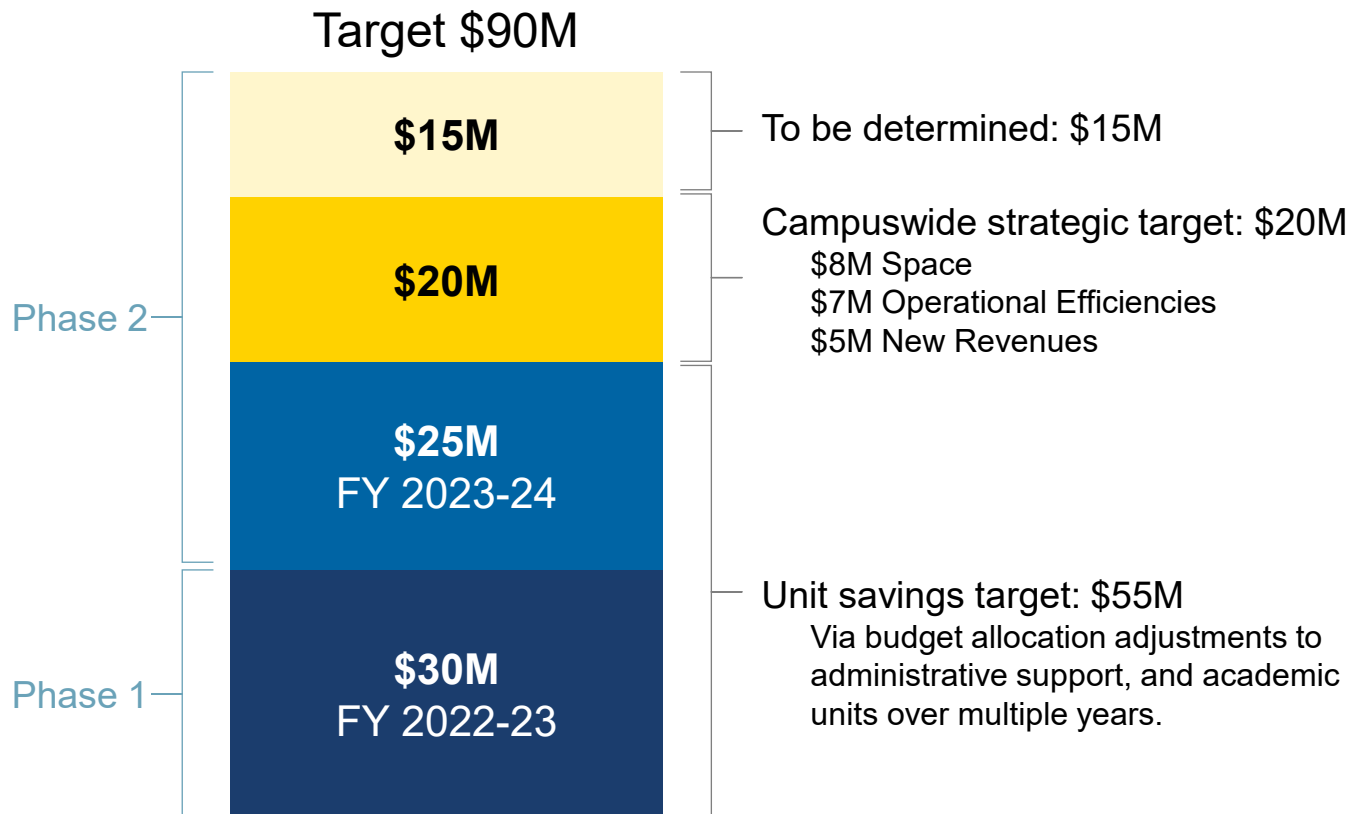 Target $90M
Phase 2
Phase 1
$15M
$20M
$25M
FY 2023-24
$30M
FY 2022-23
To be determined: $15M
Campuswide strategic target: $20M
$8M Space
$7M Operational Efficiencies
$5M New Revenues
Unit savings target: $55M
Via budget allocation adjustments to
administrative support, and academic
units over multiple years.